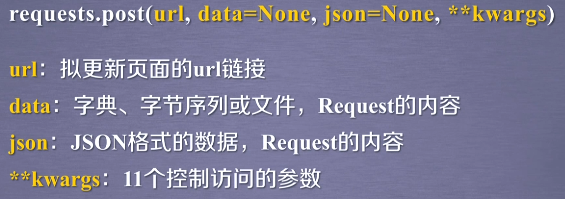 requests.post(url, data=None, json=None, **kwargs)
url：拟更新页面的url链接
data：字典、字节序列或文件，Request的内容
json：JSON格式的数据，Request的内容
**kwargs：11个控制访问的参数